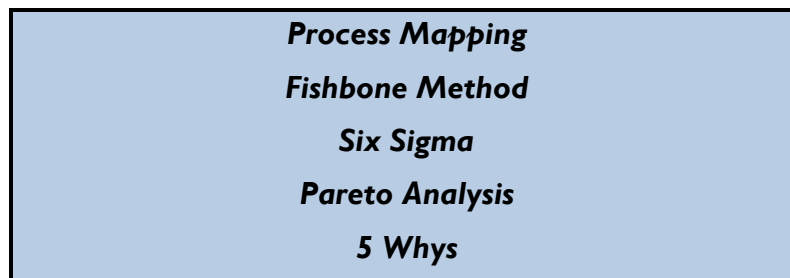 Process Mapping
Fishbone Method
Six Sigma
Pareto Analysis
5 Whys